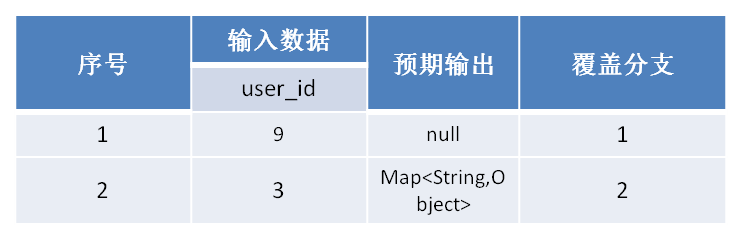 序号 输入数据 预期输出 覆盖分支
user_id
1 9 null 1
2 3 Map<String,O
bject> 2